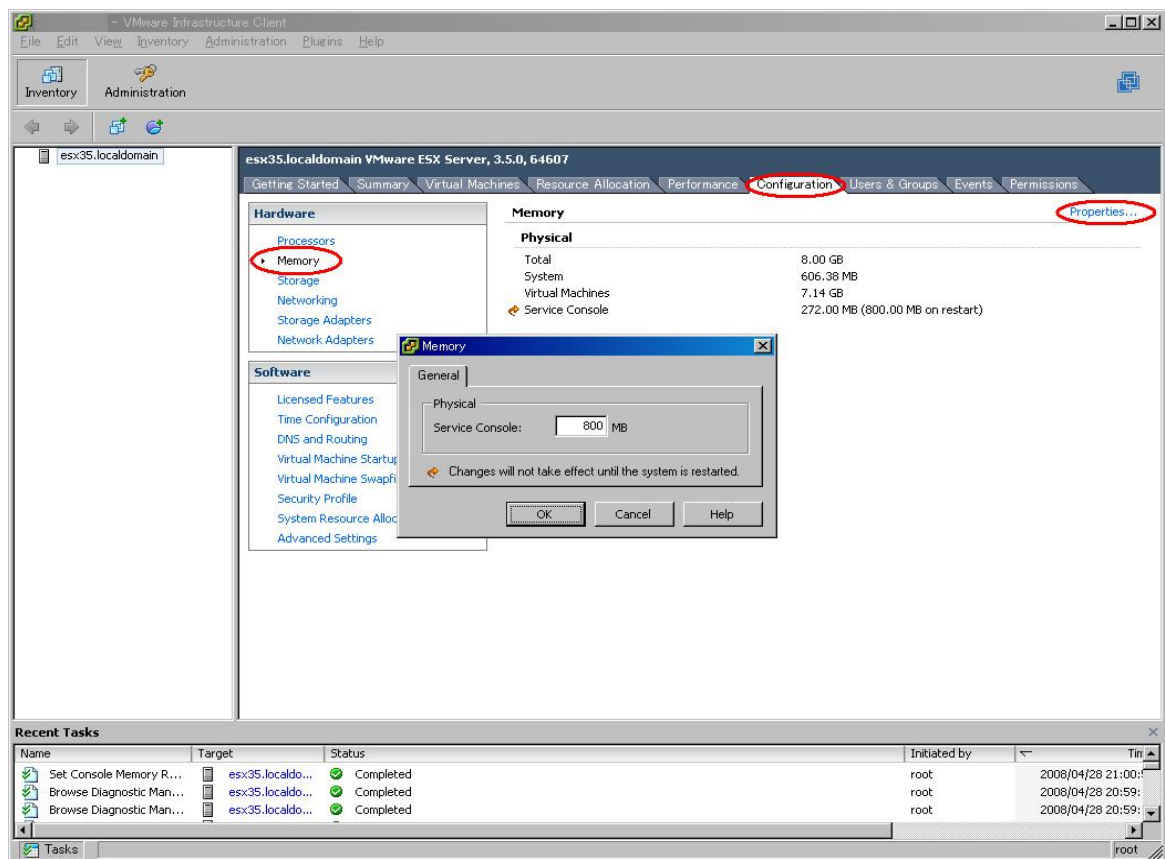 - VMware Infrastructure Client
File Edit View Inventory Administration Plugins Help
Inventory Administration
esx35.localdomain
esx35.localdomain VMware ESX Server, 3.5.0, 64607
Getting Started Summary Virtual Machines Resource Allocation Performance Configuration Users & Groups Events Permissions
Hardware
Processors
Memory
Storage
Networking
Storage Adapters
Network Adapters
Software
Licensed Features
Time Configuration
DNS and Routing
Virtual Machine Startup
Virtual Machine Swapfi
Security Profile
System Resource Alloc
Advanced Settings
Memory Properties...
Physical
Total 8.00 GB
System 606.38 MB
Virtual Machines 7.14 GB
Service Console 272.00 MB (800.00 MB on restart)
Memory
General
Physical
Service Console: 800 MB
Changes will not take effect until the system is restarted.
OK Cancel Help
Recent Tasks
Name Target Status Initiated by Tim
Set Console Memory R... esx35.localdo... Completed root 2008/04/28 21:00:
Browse Diagnostic Man... esx35.localdo... Completed root 2008/04/28 20:59:
Browse Diagnostic Man... esx35.localdo... Completed root 2008/04/28 20:59:
Tasks root